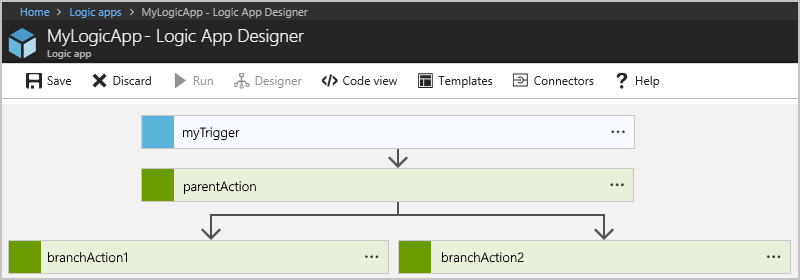 Home > Logic apps > MyLogicApp - Logic App Designer
MyLogicApp - Logic App Designer
Logic app
Save Discard Run Designer Code view Templates Connectors Help
myTrigger ...
parentAction ...
branchAction1 ... branchAction2 ...